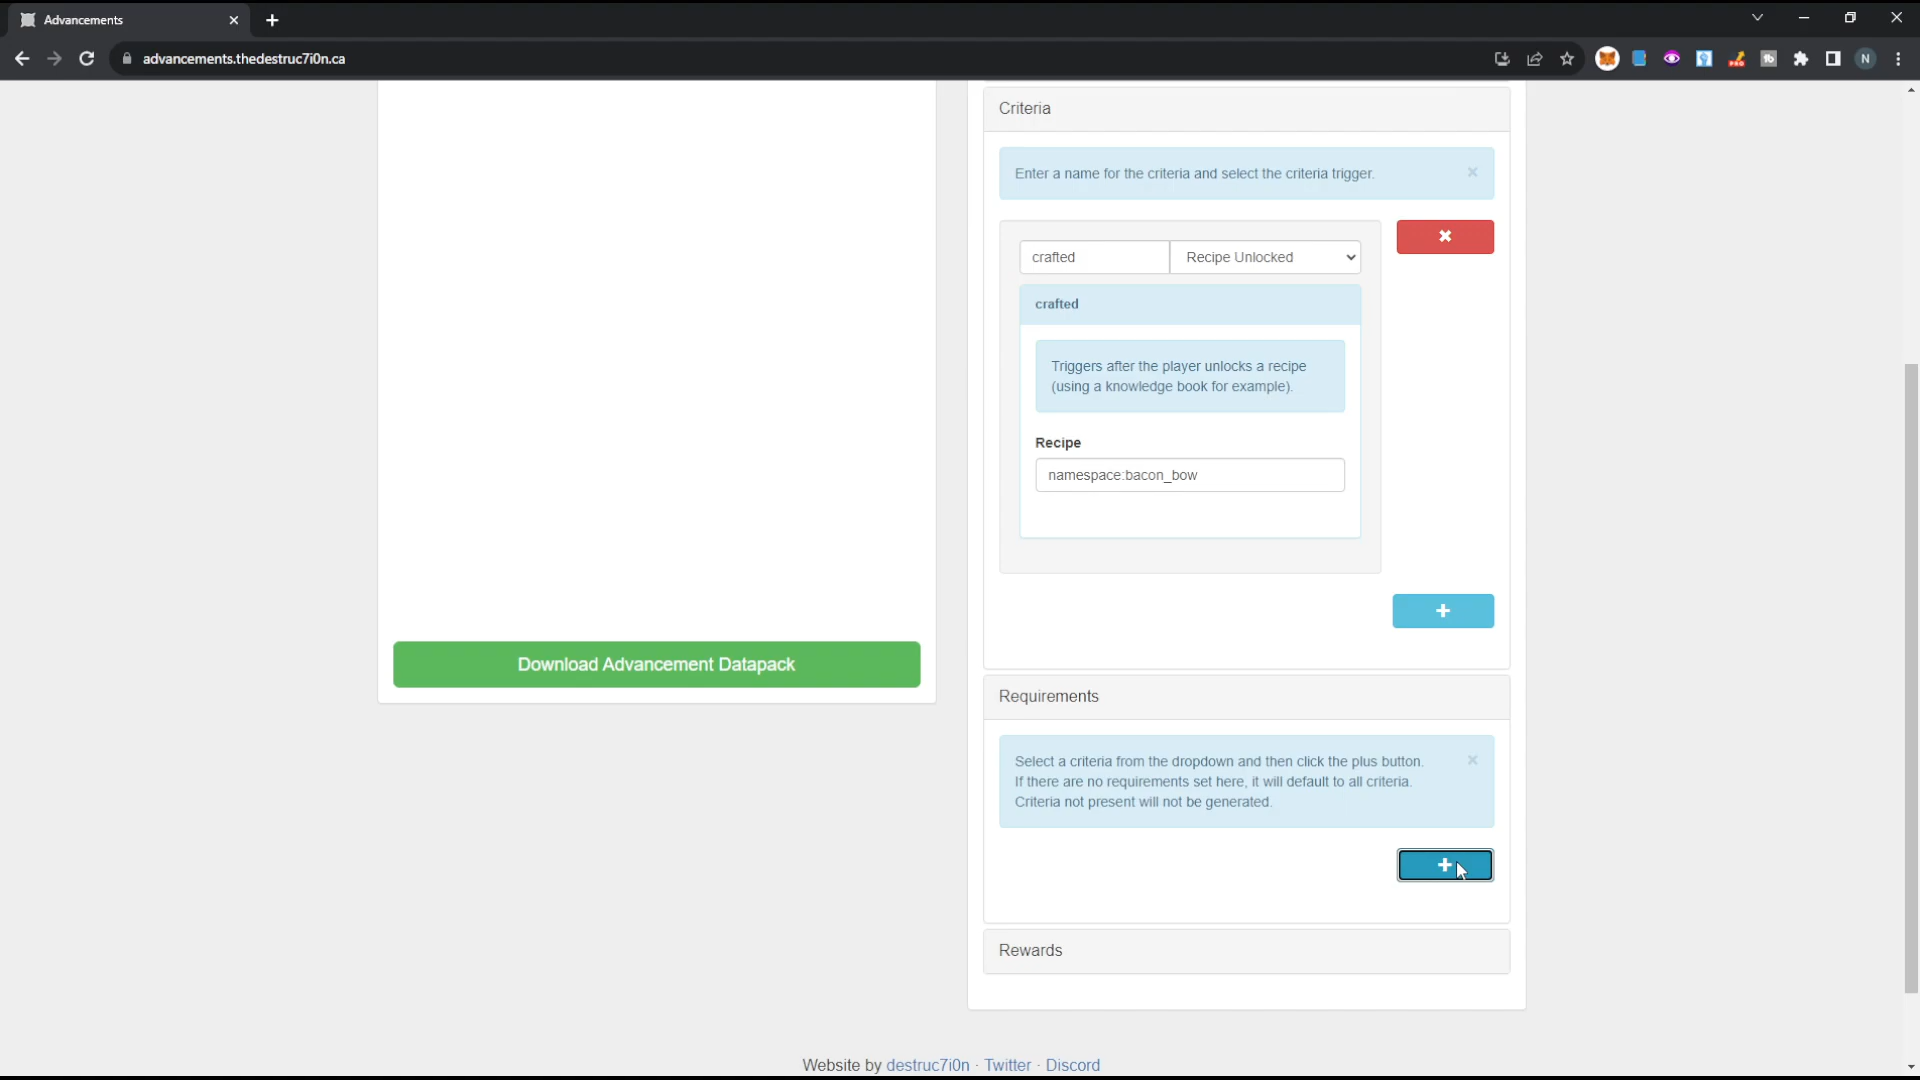 Advancements
advancements.thedestruc7i0n.ca
N
Criteria
Enter a name for the criteria and select the criteria trigger.
crafted
Recipe Unlocked
crafted
Triggers after the player unlocks a recipe
(using a knowledge book for example).
Recipe
namespace:bacon_bow
Download Advancement Datapack
Requirements
Select a criteria from the dropdown and then click the plus button.
If there are no requirements set here, it will default to all criteria.
Criteria not present will not be generated.
Rewards
Website by destruc7i0n · Twitter · Discord